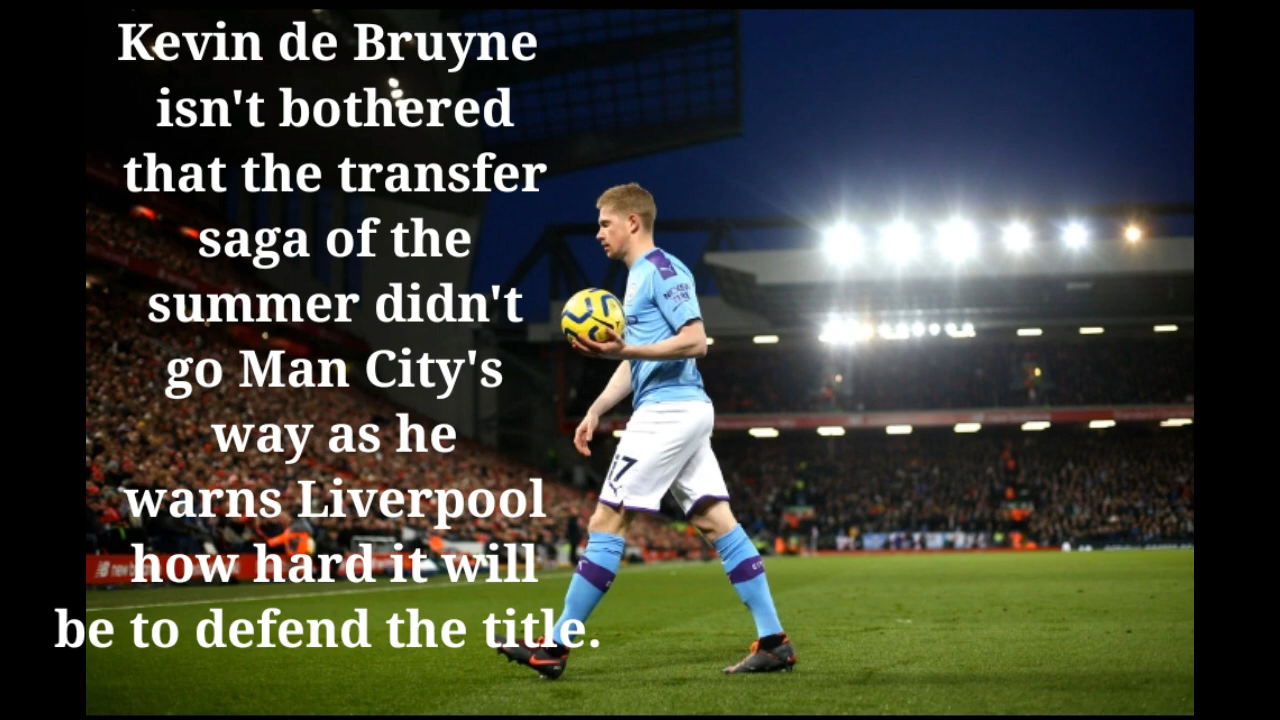 Kevin de Bruyne
isn't bothered
that the transfer
saga of the
summer didn't
go Man City's
way as he
warns Liverpool
how hard it will
be to defend the title.
17